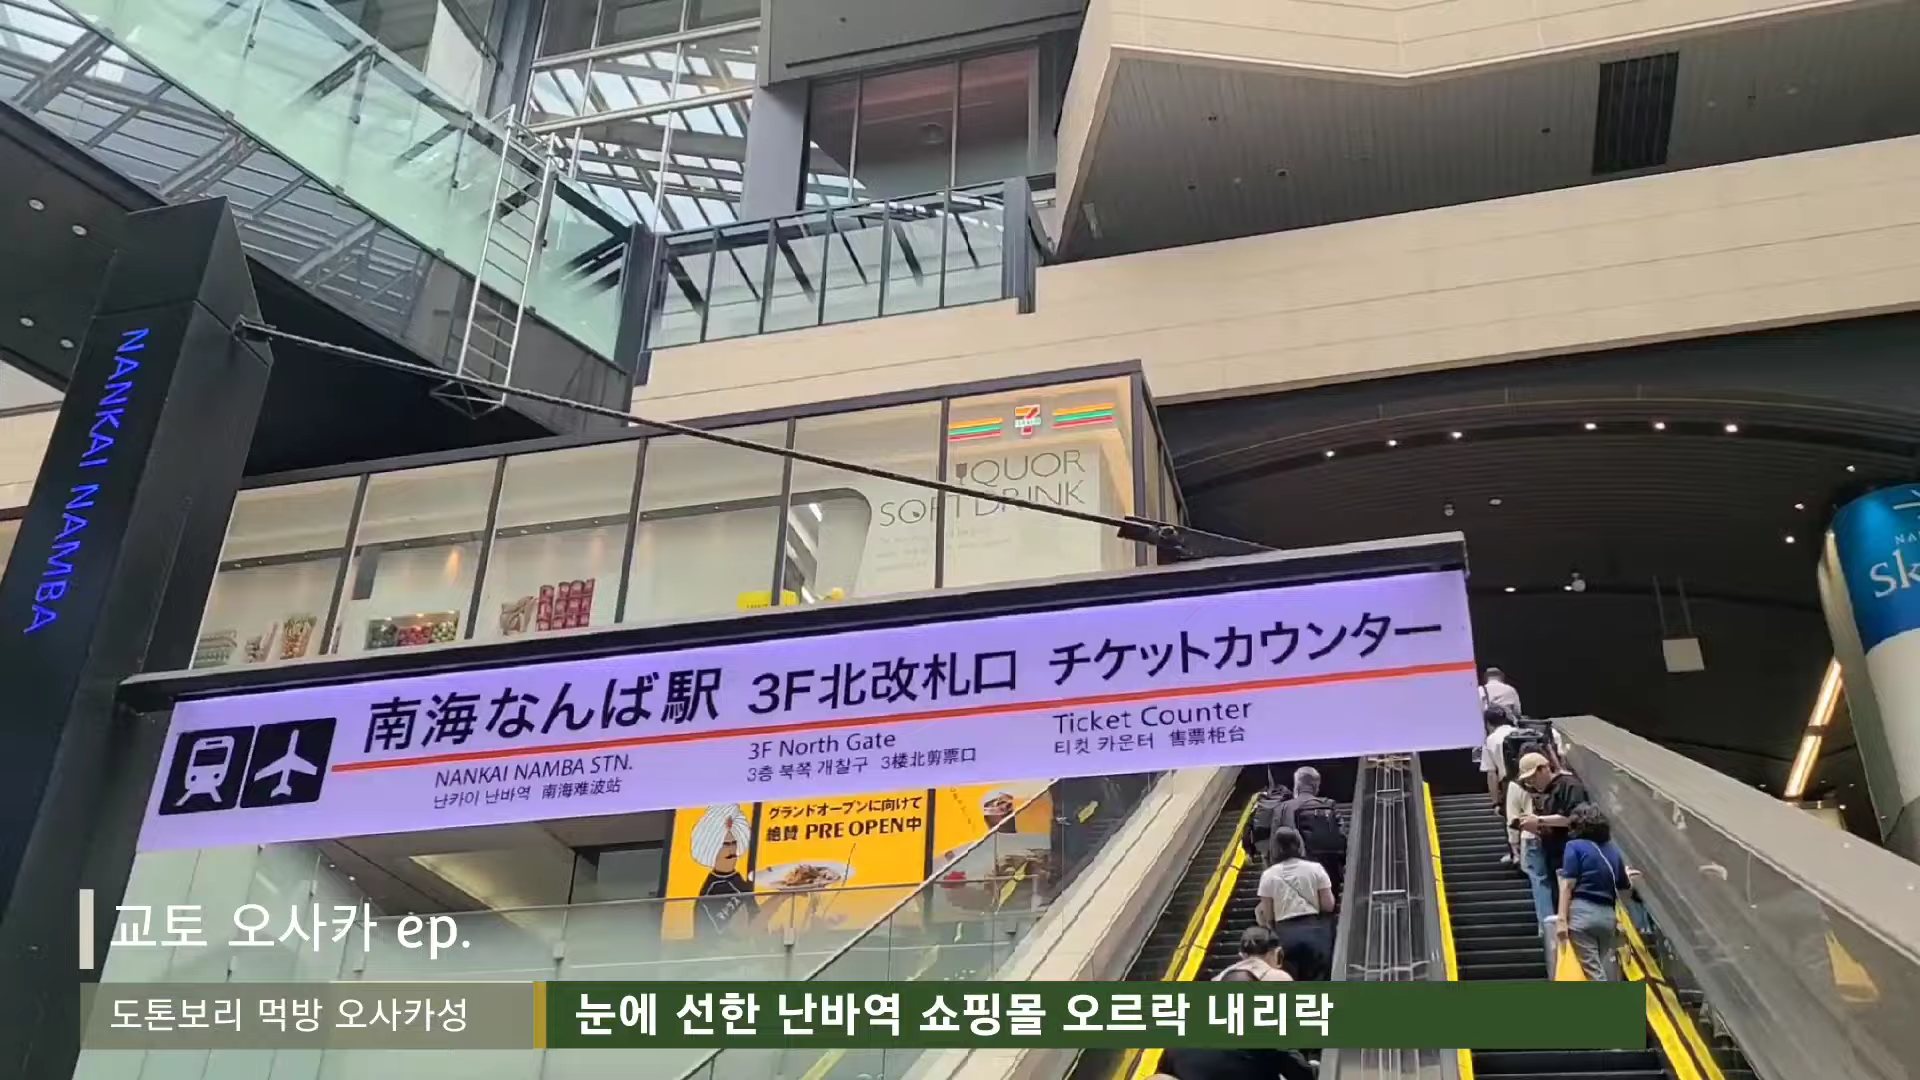 NANKAI NAMBA
LIQUOR
SOFT DRINK
南海なんば駅 3F北改札口 チケットカウンター
NANKAI NAMBA STN. 3F North Gate Ticket Counter
난카이 난바역 南海难波站 3층 북쪽 개찰구 3楼北剪票口 티켓 카운터 售票柜台
グランドオープンに向けて
絶賛 PRE OPEN中
교토 오사카 ep.
도톤보리 먹방 오사카성
눈에 선한 난바역 쇼핑몰 오르락 내리락